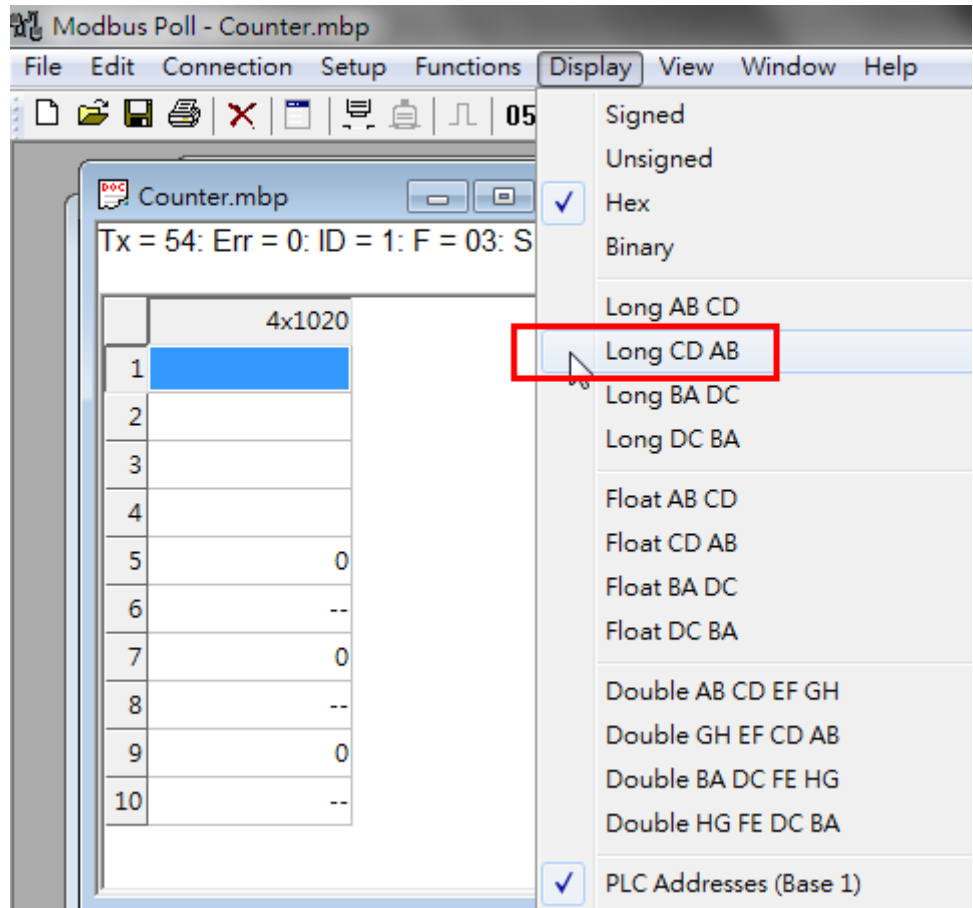 Modbus Poll - Counter.mbp
File Edit Connection Setup Functions Display View Window Help
05
DOC
Counter.mbp
Tx = 54: Err = 0: ID = 1: F = 03: S
4x1020
1
2
3
4
5 0
6 --
7 0
8 --
9 0
10 --
Signed
Unsigned
Hex
Binary
Long AB CD
Long CD AB
Long BA DC
Long DC BA
Float AB CD
Float CD AB
Float BA DC
Float DC BA
Double AB CD EF GH
Double GH EF CD AB
Double BA DC FE HG
Double HG FE DC BA
PLC Addresses (Base 1)